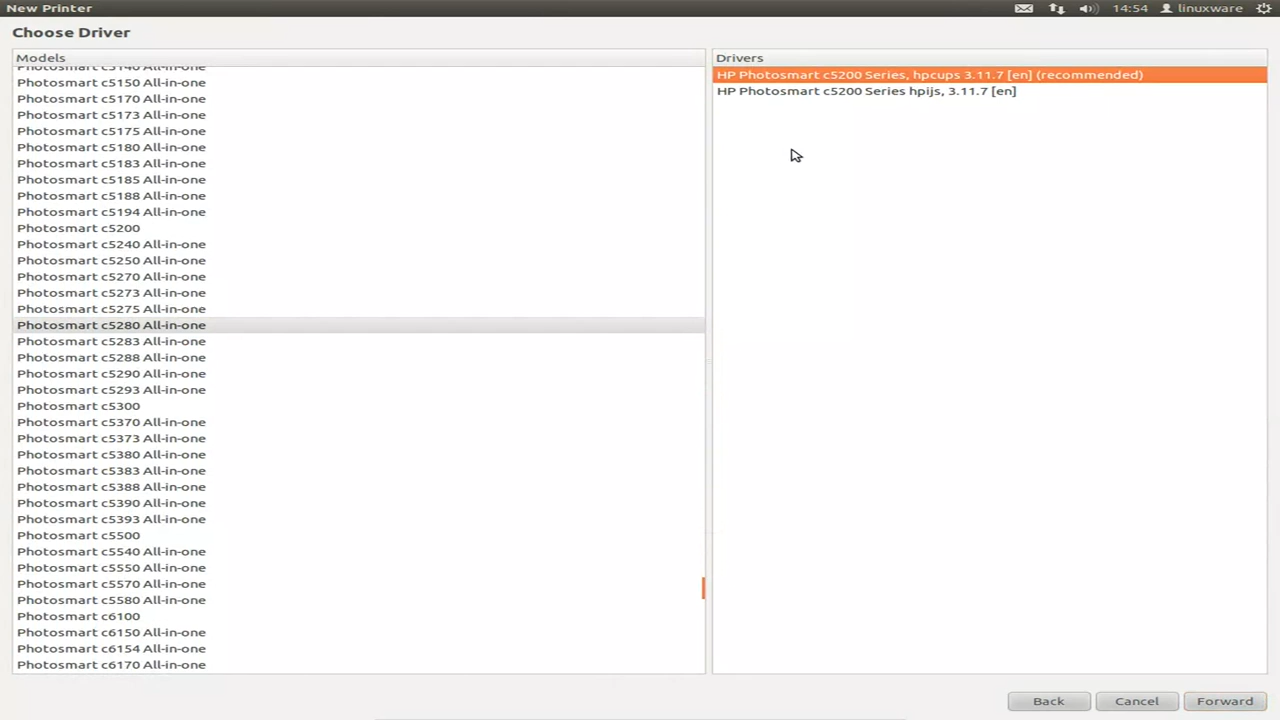 New Printer
14:54 linuxware
Choose Driver
Models
Photosmart c5140 All-in-one
Photosmart c5150 All-in-one
Photosmart c5170 All-in-one
Photosmart c5173 All-in-one
Photosmart c5175 All-in-one
Photosmart c5180 All-in-one
Photosmart c5183 All-in-one
Photosmart c5185 All-in-one
Photosmart c5188 All-in-one
Photosmart c5194 All-in-one
Photosmart c5200
Photosmart c5240 All-in-one
Photosmart c5250 All-in-one
Photosmart c5270 All-in-one
Photosmart c5273 All-in-one
Photosmart c5275 All-in-one
Photosmart c5280 All-in-one
Photosmart c5283 All-in-one
Photosmart c5288 All-in-one
Photosmart c5290 All-in-one
Photosmart c5293 All-in-one
Photosmart c5300
Photosmart c5370 All-in-one
Photosmart c5373 All-in-one
Photosmart c5380 All-in-one
Photosmart c5383 All-in-one
Photosmart c5388 All-in-one
Photosmart c5390 All-in-one
Photosmart c5393 All-in-one
Photosmart c5500
Photosmart c5540 All-in-one
Photosmart c5550 All-in-one
Photosmart c5570 All-in-one
Photosmart c5580 All-in-one
Photosmart c6100
Photosmart c6150 All-in-one
Photosmart c6154 All-in-one
Photosmart c6170 All-in-one
Drivers
HP Photosmart c5200 Series, hpcups 3.11.7 [en] (recommended)
HP Photosmart c5200 Series hpijs, 3.11.7 [en]
Back
Cancel
Forward